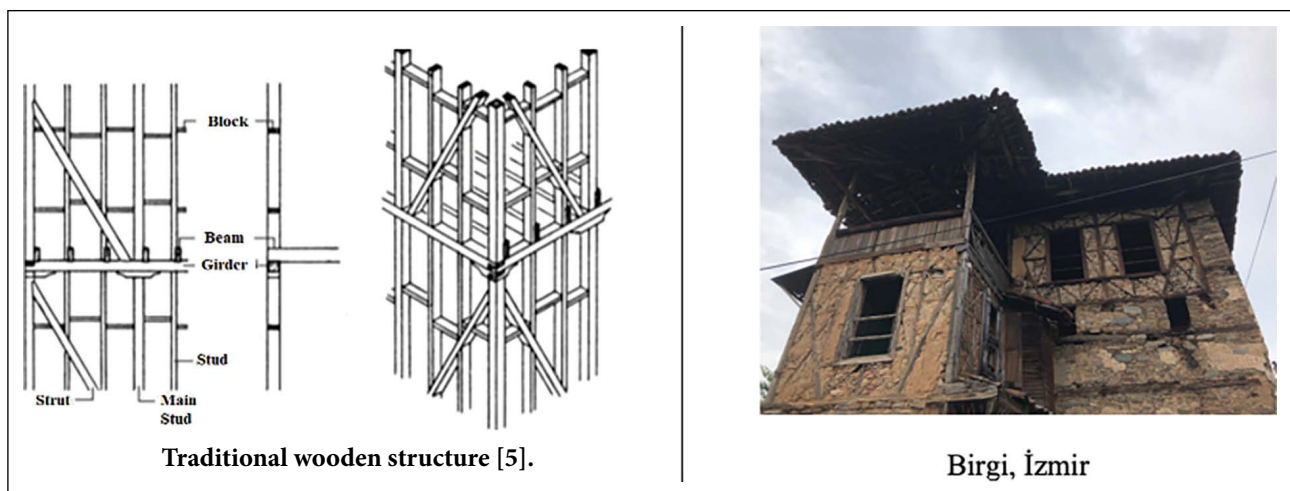 Block
Beam
Girder
Stud
Strut
Main
Stud
Traditional wooden structure [5].
Birgi, İzmir